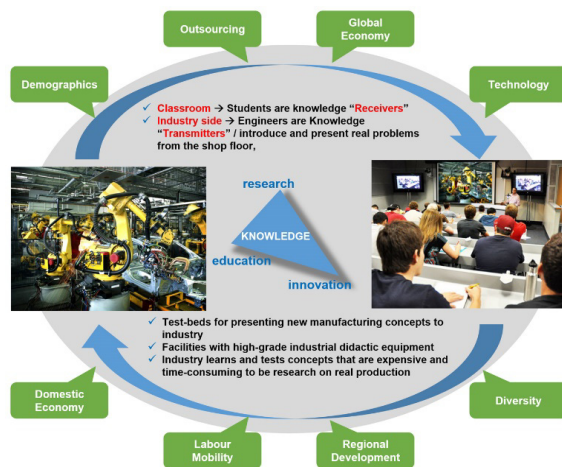 Outsourcing
Global
Economy
Demographics
Technology
✓ Classroom → Students are knowledge “Receivers”
✓ Industry side → Engineers are Knowledge
“Transmitters” / introduce and present real problems
from the shop floor,
research
KNOWLEDGE
education
innovation
✓ Test-beds for presenting new manufacturing concepts to
industry
✓ Facilities with high-grade industrial didactic equipment
✓ Industry learns and tests concepts that are expensive and
time-consuming to be research on real production
Domestic
Economy
Diversity
Labour
Mobility
Regional
Development